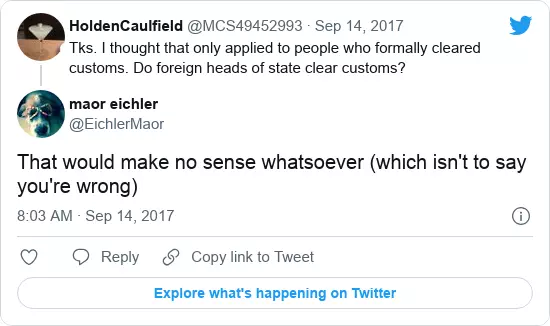 HoldenCaulfield @MCS49452993 · Sep 14, 2017
Tks. I thought that only applied to people who formally cleared
customs. Do foreign heads of state clear customs?
maor eichler
@EichlerMaor
That would make no sense whatsoever (which isn't to say
you're wrong)
8:03 AM · Sep 14, 2017
Reply Copy link to Tweet
Explore what's happening on Twitter